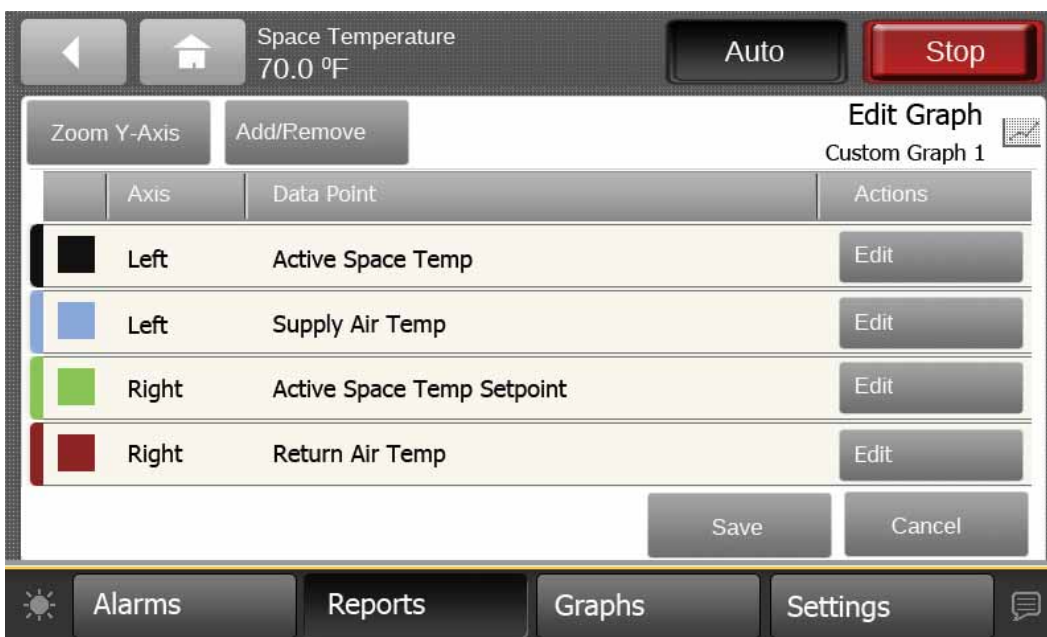 Space Temperature
70.0 ºF
Auto
Stop
Zoom Y-Axis
Add/Remove
Edit Graph
Custom Graph 1
Axis
Data Point
Actions
Left
Active Space Temp
Edit
Left
Supply Air Temp
Edit
Right
Active Space Temp Setpoint
Edit
Right
Return Air Temp
Edit
Save
Cancel
Alarms
Reports
Graphs
Settings